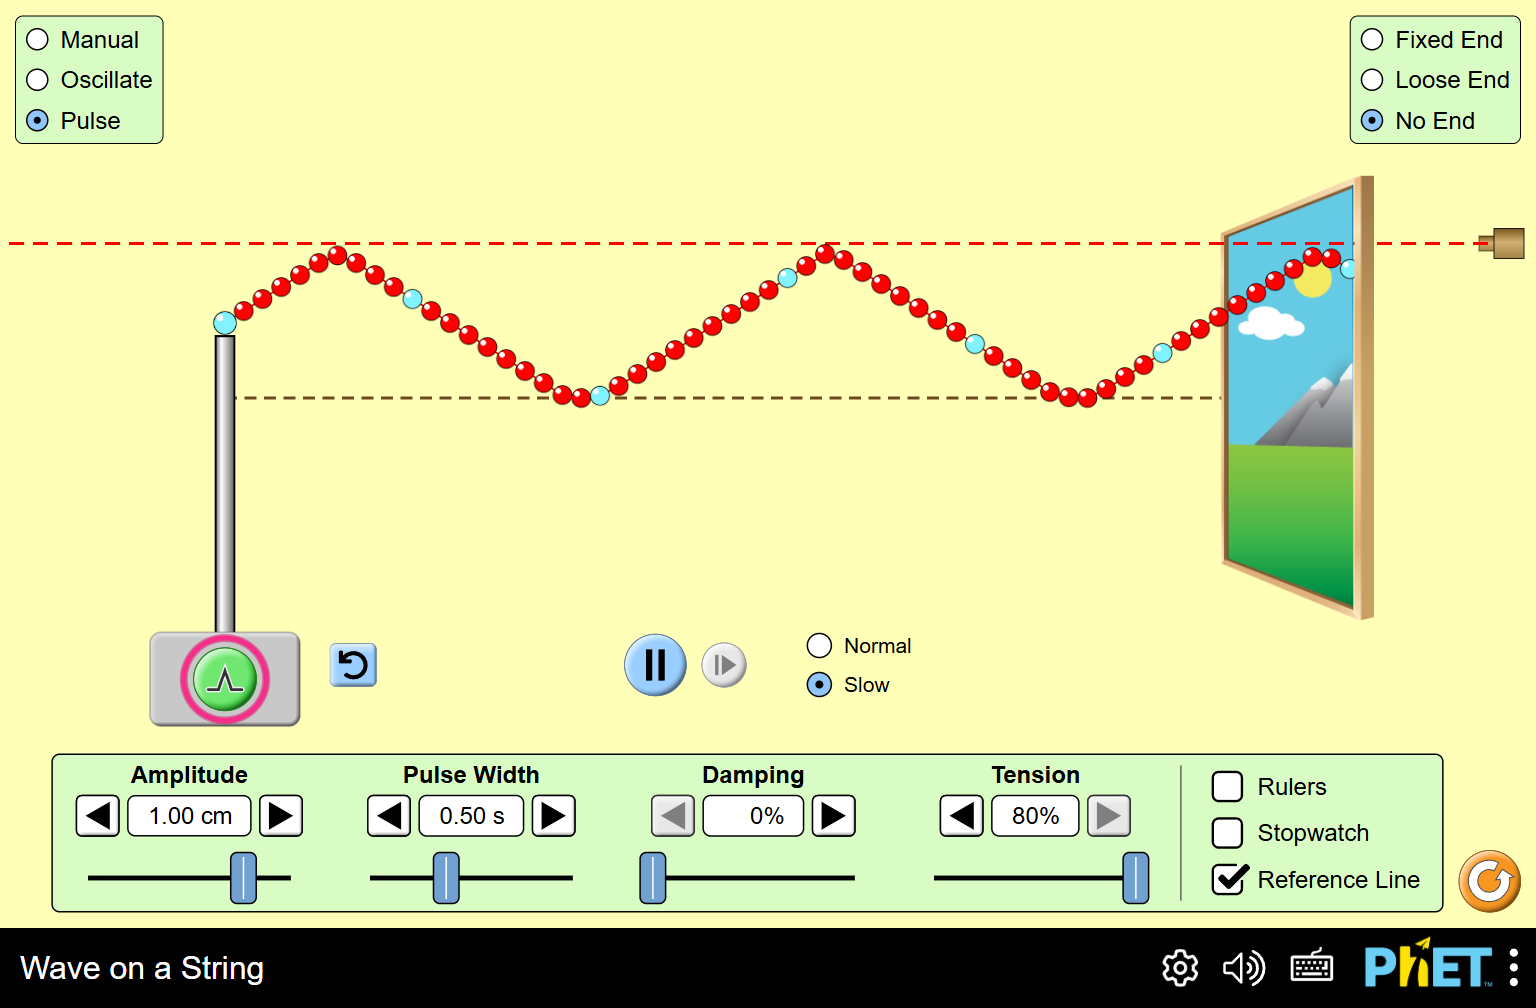 Manual
Oscillate
Pulse
Fixed End
Loose End
No End
Normal
Slow
Amplitude
1.00 cm
Pulse Width
0.50 s
Damping
0%
Tension
80%
Rulers
Stopwatch
Reference Line
Wave on a String
PhET